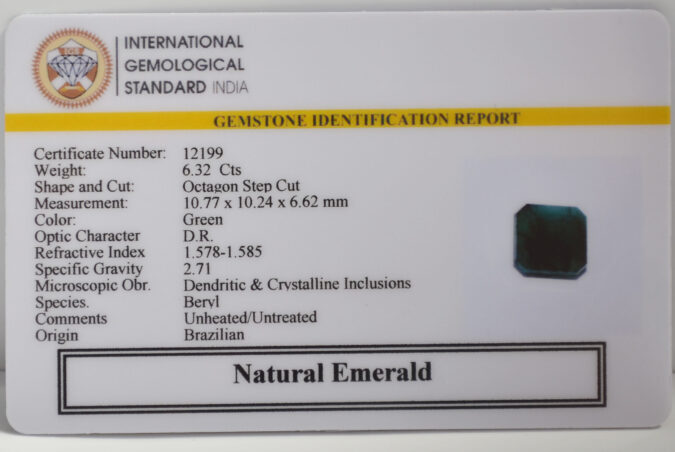 INTERNATIONAL
GEMOLOGICAL
STANDARD INDIA
GEMSTONE IDENTIFICATION REPORT
Certificate Number: 12199
Weight: 6.32 Cts
Shape and Cut: Octagon Step Cut
Measurement: 10.77 x 10.24 x 6.62 mm
Color: Green
Optic Character D.R.
Refractive Index 1.578-1.585
Specific Gravity 2.71
Microscopic Obr. Dendritic & Crystalline Inclusions
Species. Beryl
Comments Unheated/Untreated
Origin Brazilian
Natural Emerald